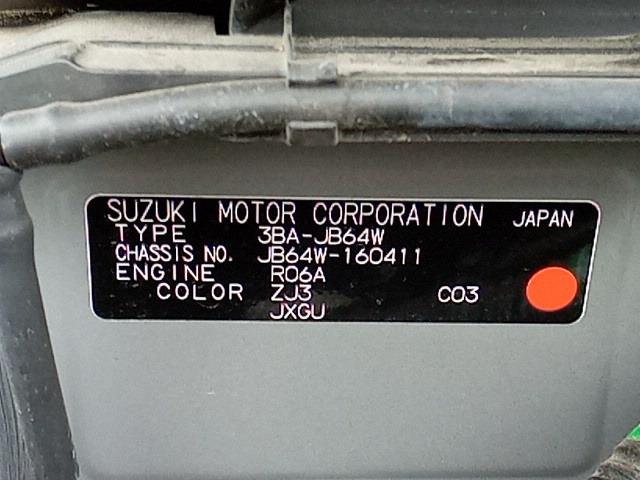 SUZUKI MOTOR CORPORATION JAPAN
TYPE 3BA-JB64W
CHASSIS NO. JB64W-160411
ENGINE R06A
COLOR ZJ3 C03
JXGU